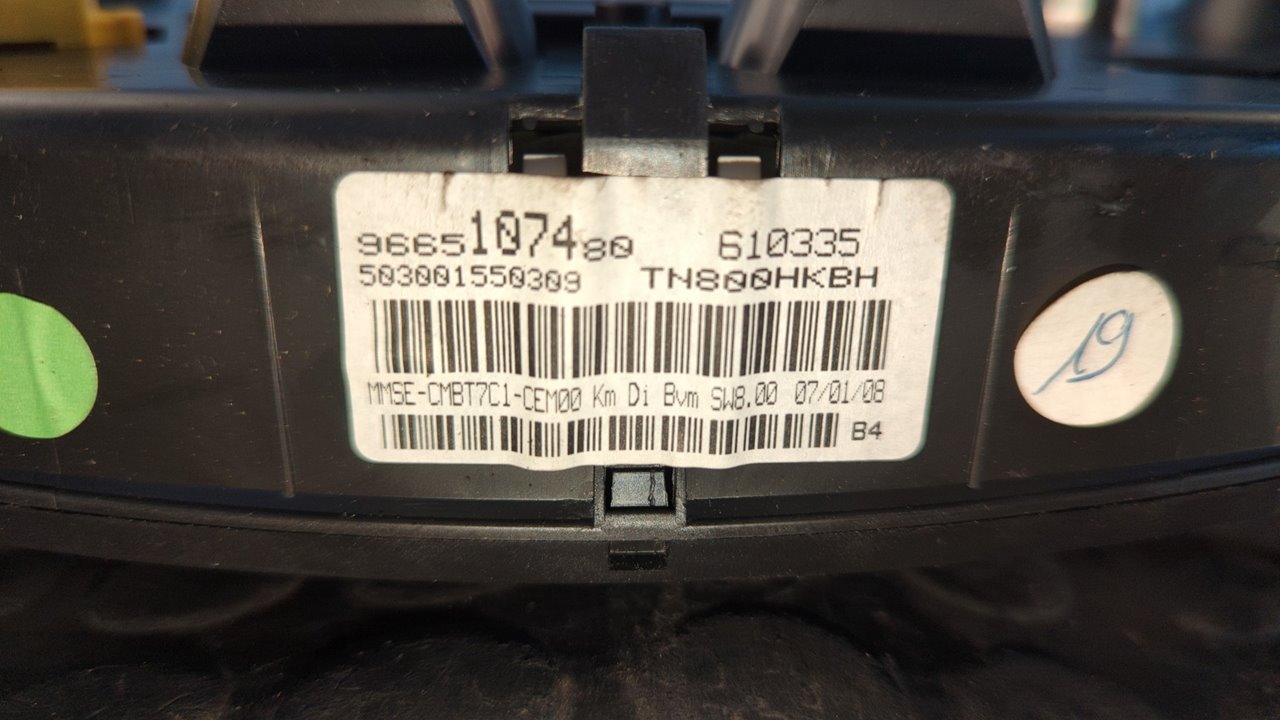 9665107480 610335
503001550309 TN800HKBH
MMSE-CMBT7C1-CEM00 Km Di Bvm SW8.00 07/01/08
B4
19